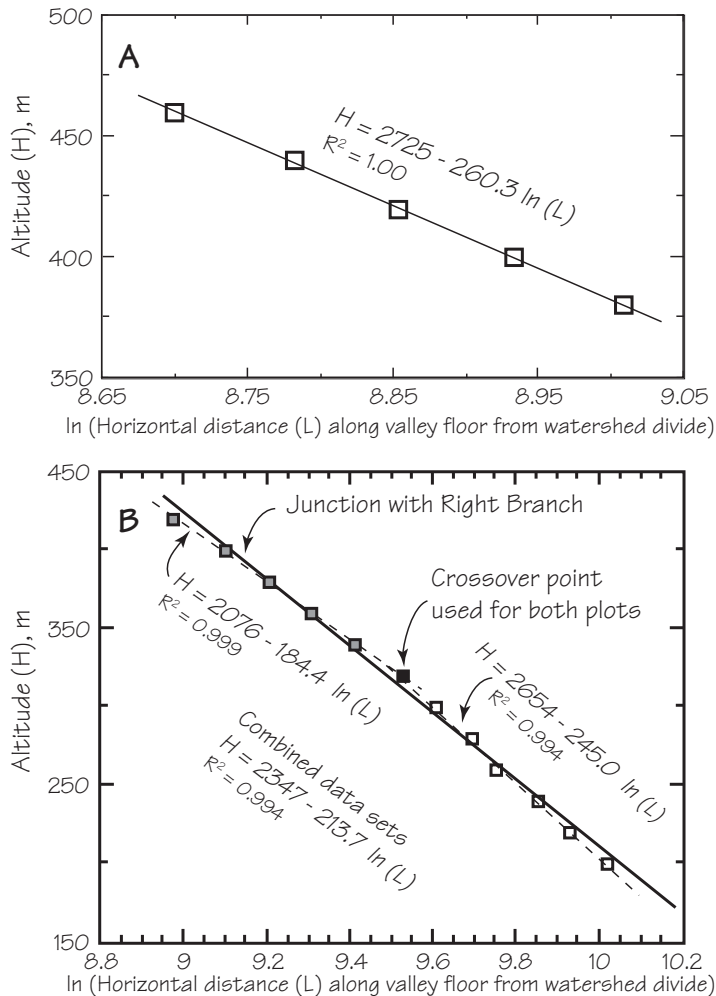 A
500
450
400
350
Altitude (H), m
H = 2725 - 260.3 ln (L)
R² = 1.00
8.65 8.75 8.85 8.95 9.05
ln (Horizontal distance (L) along valley floor from watershed divide)
B
450
350
250
150
Altitude (H), m
Junction with Right Branch
Crossover point
used for both plots
H = 2076 - 184.4 ln (L)
R² = 0.999
H = 2654 - 245.0 ln (L)
R² = 0.994
Combined data sets
H = 2347 - 213.7 ln (L)
R² = 0.994
8.8 9 9.2 9.4 9.6 9.8 10 10.2
ln (Horizontal distance (L) along valley floor from watershed divide)